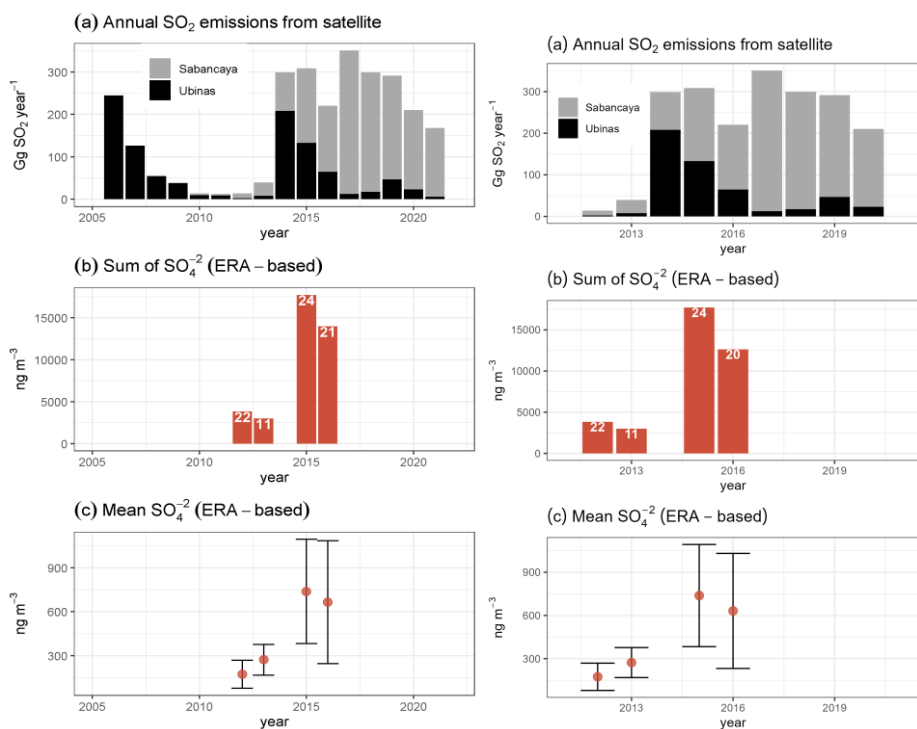 (a) Annual SO₂ emissions from satellite
Gg SO₂ year⁻¹
300
200
100
0
Sabancaya
Ubinas
2005 2010 2015 2020
year
(b) Sum of SO₄⁻² (ERA – based)
ng m⁻³
15000
10000
5000
0
22 11 24 21
2005 2010 2015 2020
year
(c) Mean SO₄⁻² (ERA – based)
ng m⁻³
900
600
300
2005 2010 2015 2020
year
(a) Annual SO₂ emissions from satellite
Gg SO₂ year⁻¹
300
200
100
0
Sabancaya
Ubinas
2013 2016 2019
year
(b) Sum of SO₄⁻² (ERA – based)
ng m⁻³
15000
10000
5000
0
22 11 24 20
2013 2016 2019
year
(c) Mean SO₄⁻² (ERA – based)
ng m⁻³
900
600
300
2013 2016 2019
year